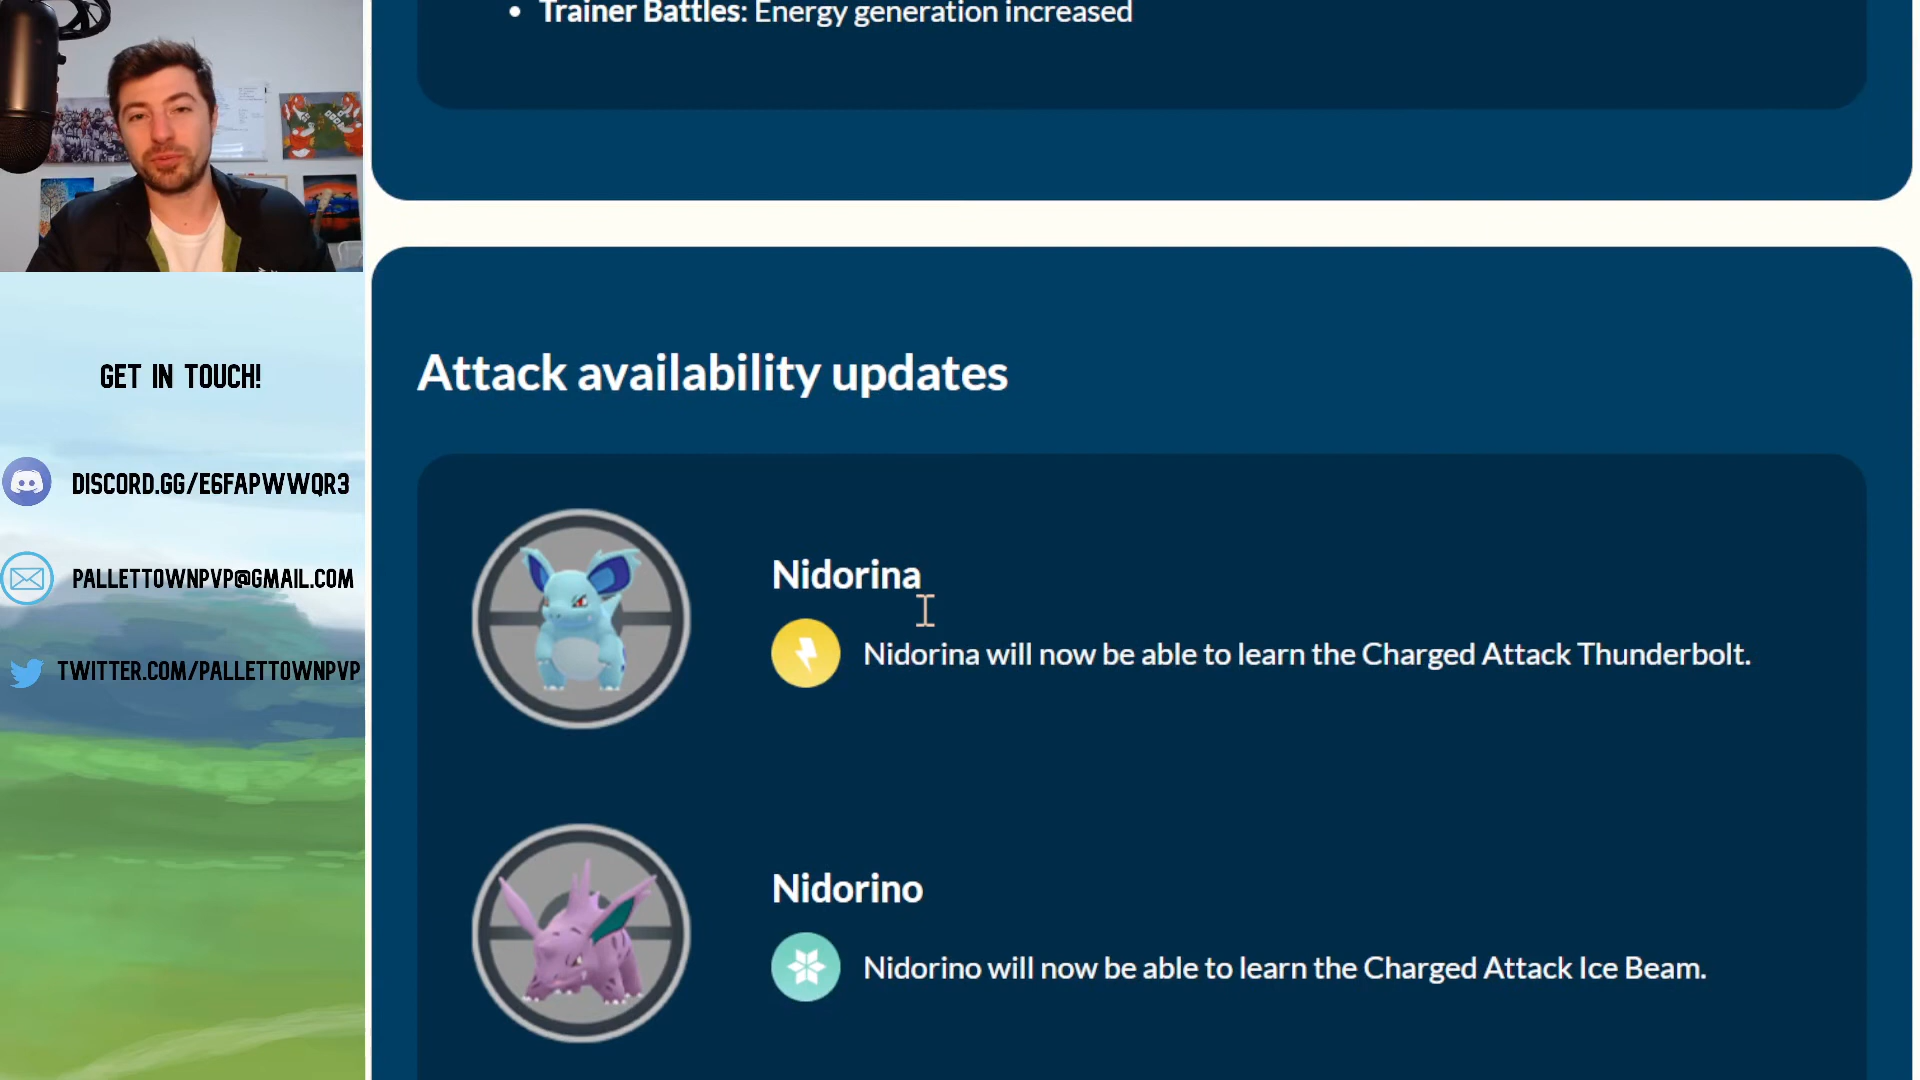 Trainer Battles: Energy generation increased
GET IN TOUCH!
DISCORD.GG/E6FAPWWQR3
PALLETTOWNPVP@GMAIL.COM
TWITTER.COM/PALLETTOWNPVP
Attack availability updates
Nidorina
Nidorina will now be able to learn the Charged Attack Thunderbolt.
Nidorino
Nidorino will now be able to learn the Charged Attack Ice Beam.